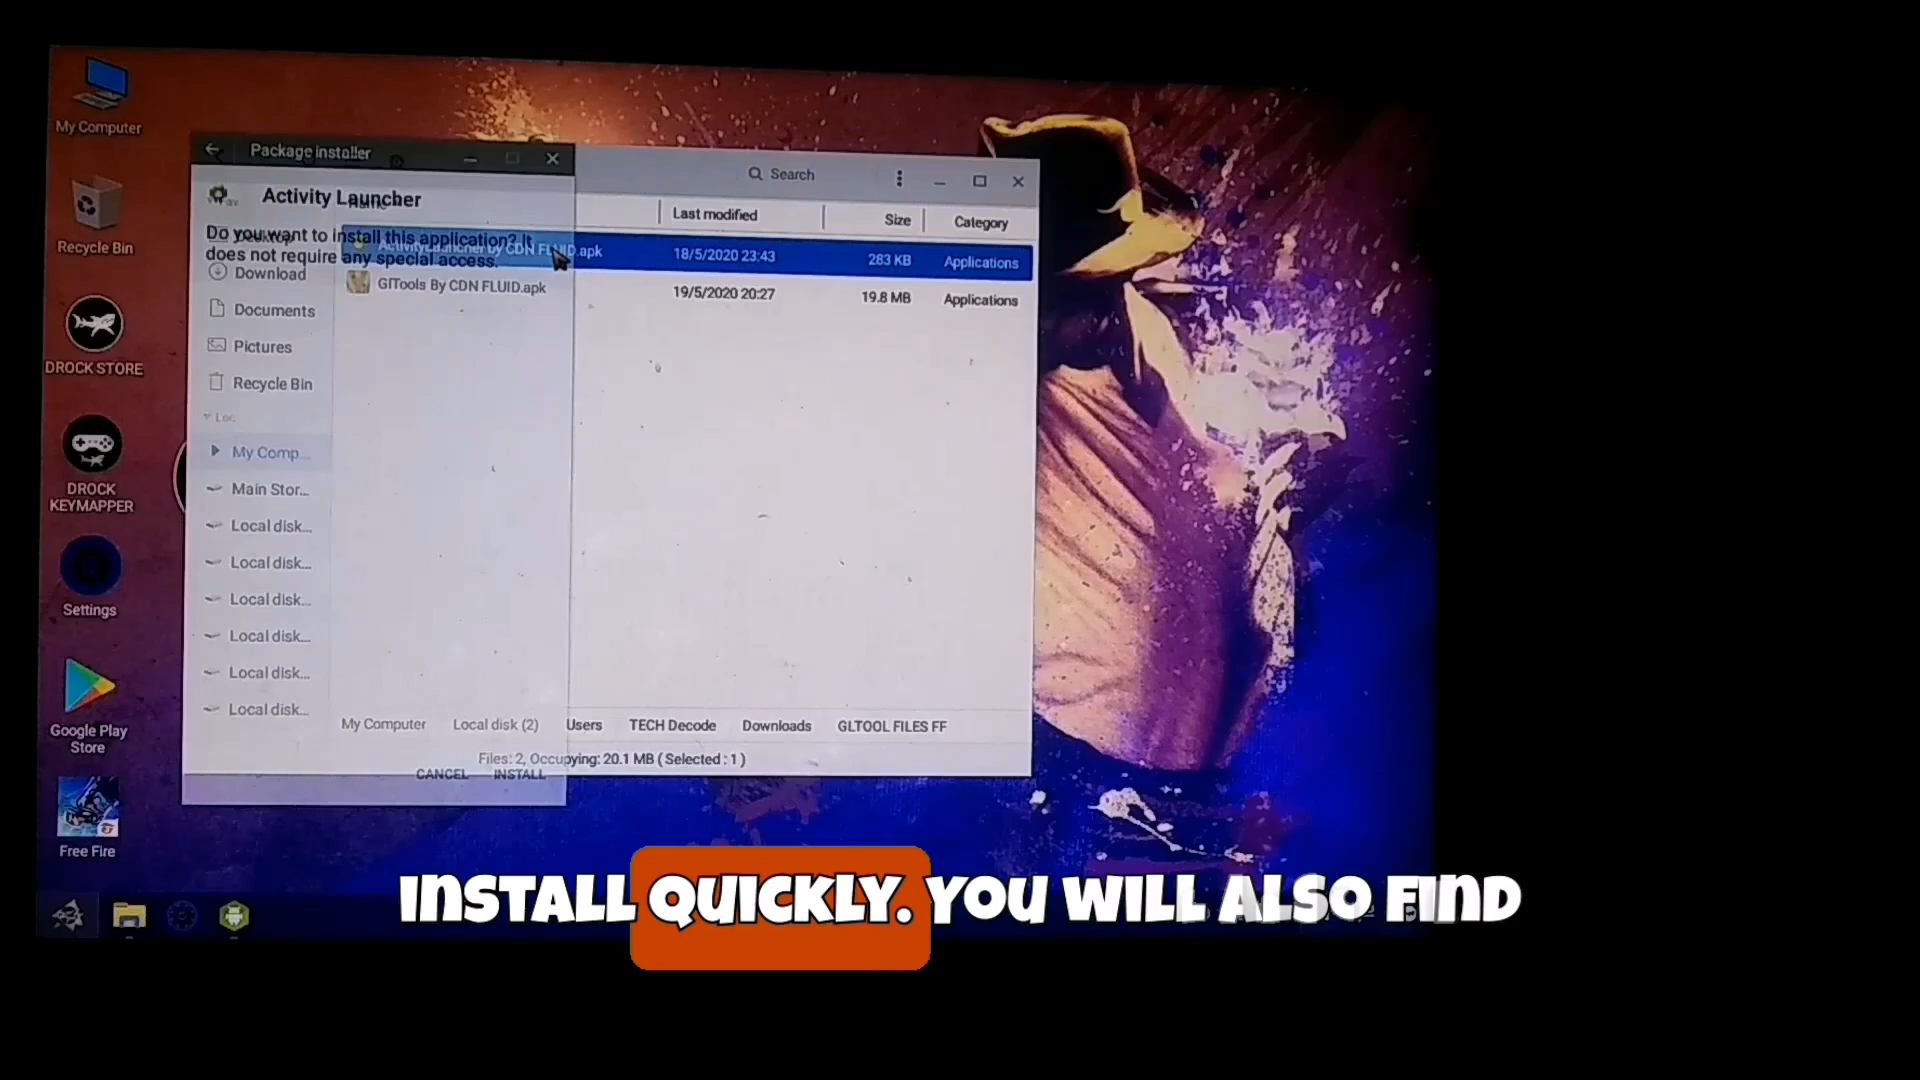 My Computer
Recycle Bin
DROCK STORE
DROCK
KEYMAPPER
Settings
Google Play
Store
Free Fire
Package installer
Activity Launcher
Do you want to install this application? It
does not require any special access.
Download
Documents
Pictures
Recycle Bin
My Comp...
Main Stor...
Local disk...
Local disk...
Local disk...
Local disk...
Local disk...
Local disk...
Search
Last modified
Size
Category
ActivityLauncher by CDN FLUID.apk
18/5/2020 23:43
283 KB
Applications
GlTools By CDN FLUID.apk
19/5/2020 20:27
19.8 MB
Applications
My Computer
Local disk (2)
Users
TECH Decode
Downloads
GLTOOL FILES FF
Files: 2, Occupying: 20.1 MB ( Selected : 1 )
CANCEL
INSTALL
INSTALL QUICKLY. YOU WILL ALSO FIND